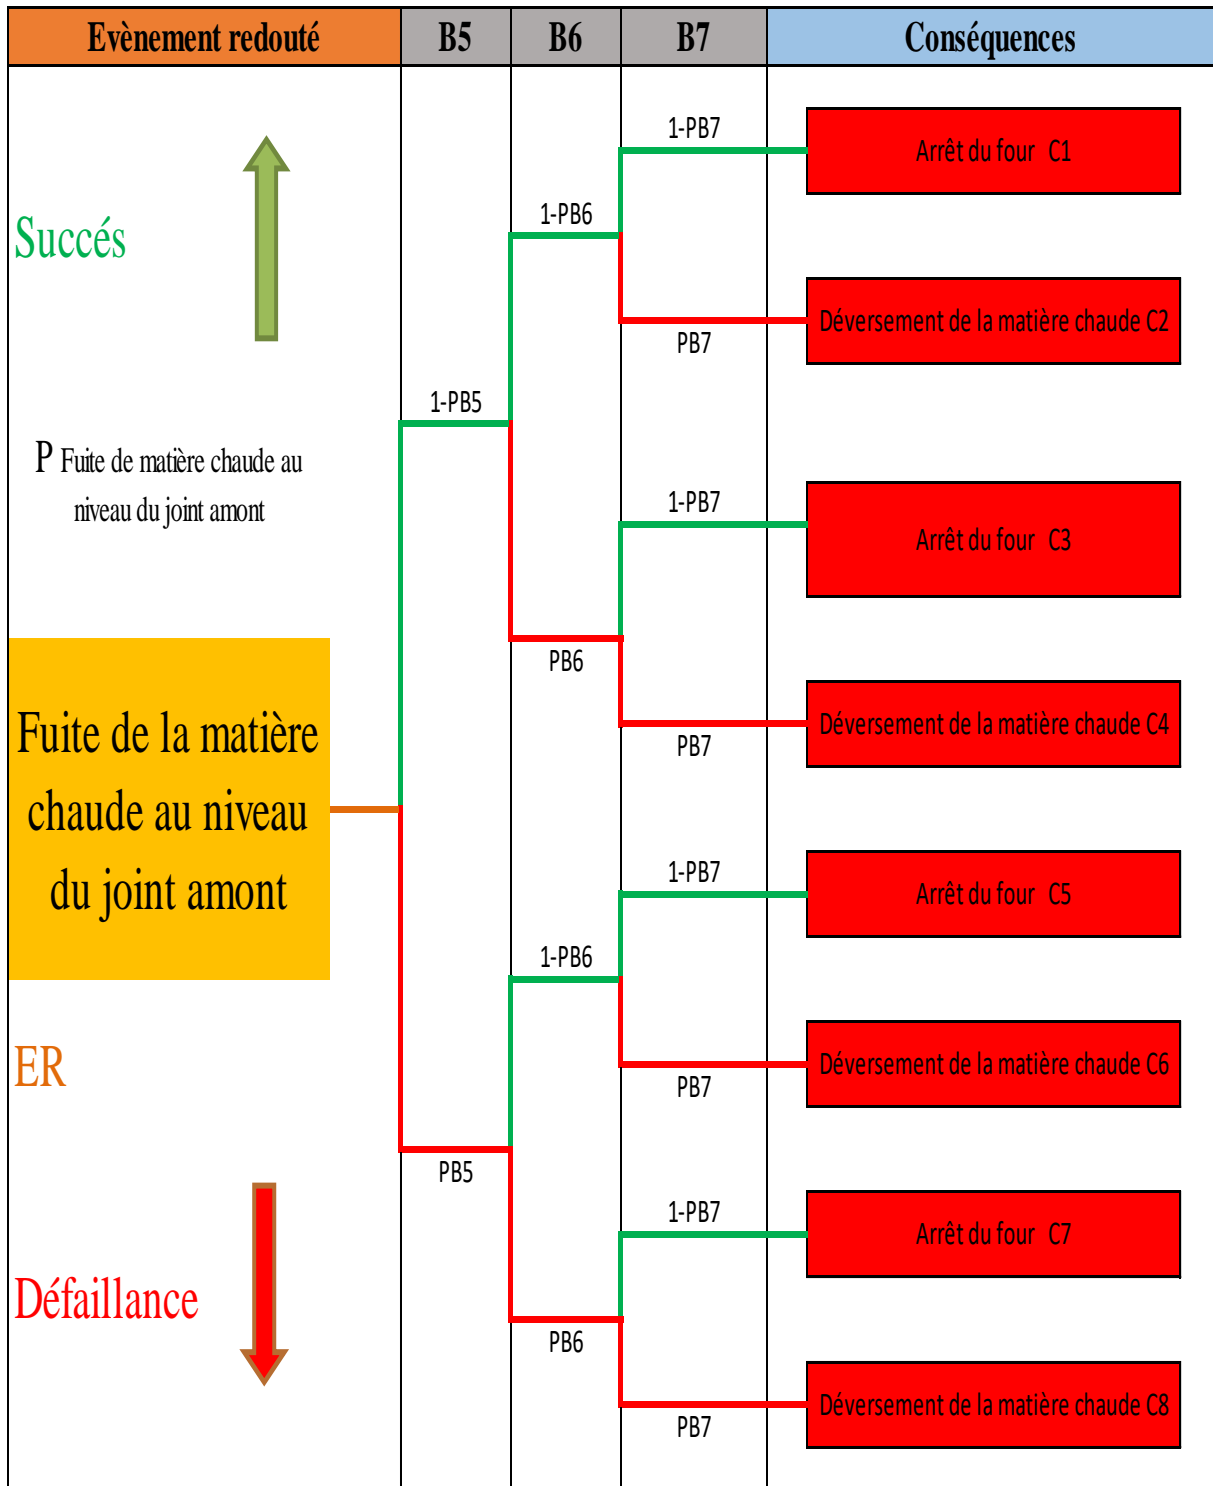 Evènement redouté B5 B6 B7 Conséquences
1-PB7
Arrêt du four C1
1-PB6
Succés
Déversement de la matière chaude C2
PB7
1-PB5
P Fuite de matière chaude au
niveau du joint amont
1-PB7
Arrêt du four C3
PB6
Fuite de la matière
chaude au niveau
du joint amont
Déversement de la matière chaude C4
PB7
1-PB7
Arrêt du four C5
1-PB6
ER
Déversement de la matière chaude C6
PB7
PB5
1-PB7
Arrêt du four C7
Défaillance
PB6
Déversement de la matière chaude C8
PB7